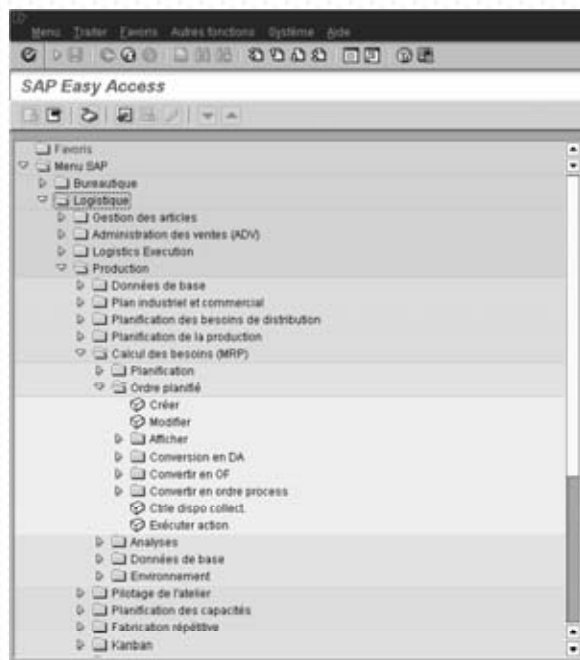 Menu Traiter Favoris Autres fonctions Système Aide
SAP Easy Access
Favoris
Menu SAP
Bureautique
Logistique
Gestion des articles
Administration des ventes (ADV)
Logistics Execution
Production
Données de base
Plan industriel et commercial
Planification des besoins de distribution
Planification de la production
Calcul des besoins (MRP)
Planification
Ordre planifié
Créer
Modifier
Afficher
Conversion en DA
Convertir en OF
Convertir en ordre process
Ctrle dispo collect.
Exécuter action
Analyses
Données de base
Environnement
Pilotage de l'atelier
Planification des capacités
Fabrication répétitive
Kanban